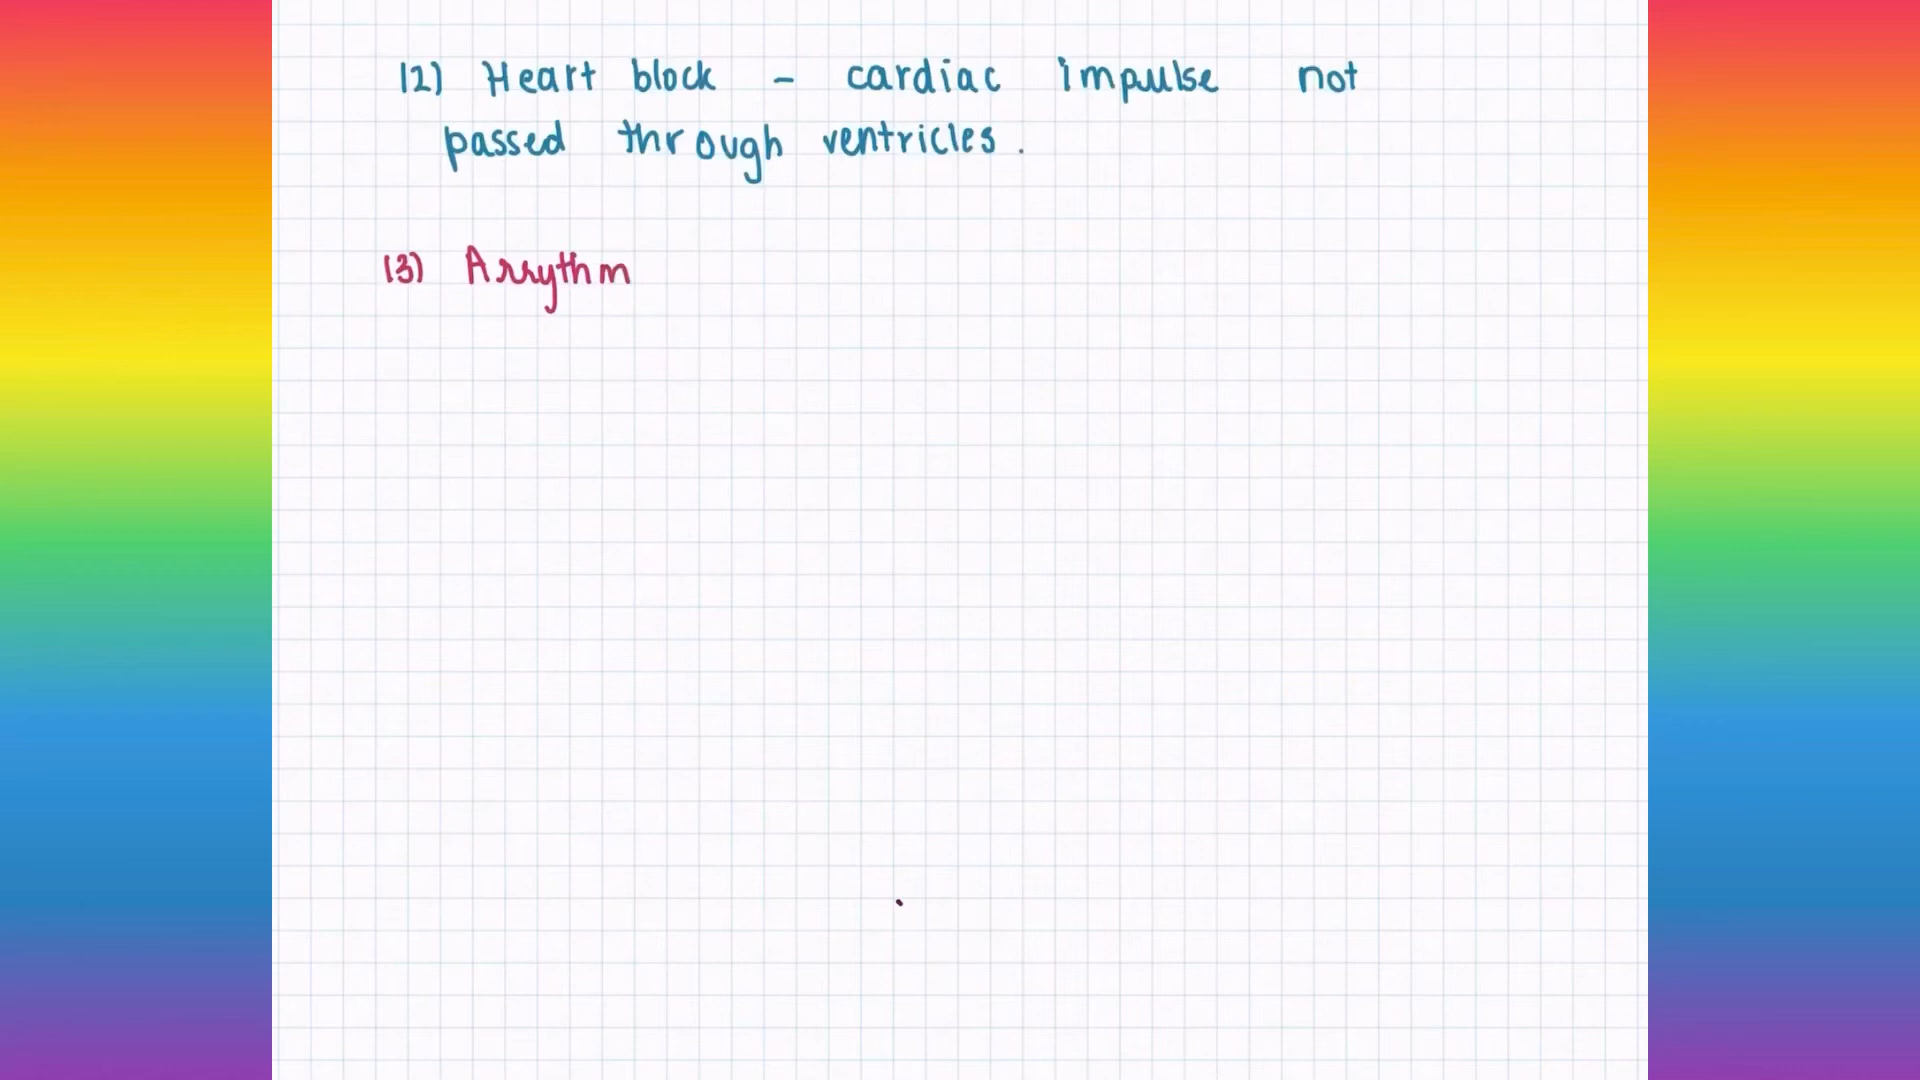 12) Heart block - cardiac impulse not
passed through ventricles.
13) Arrythm